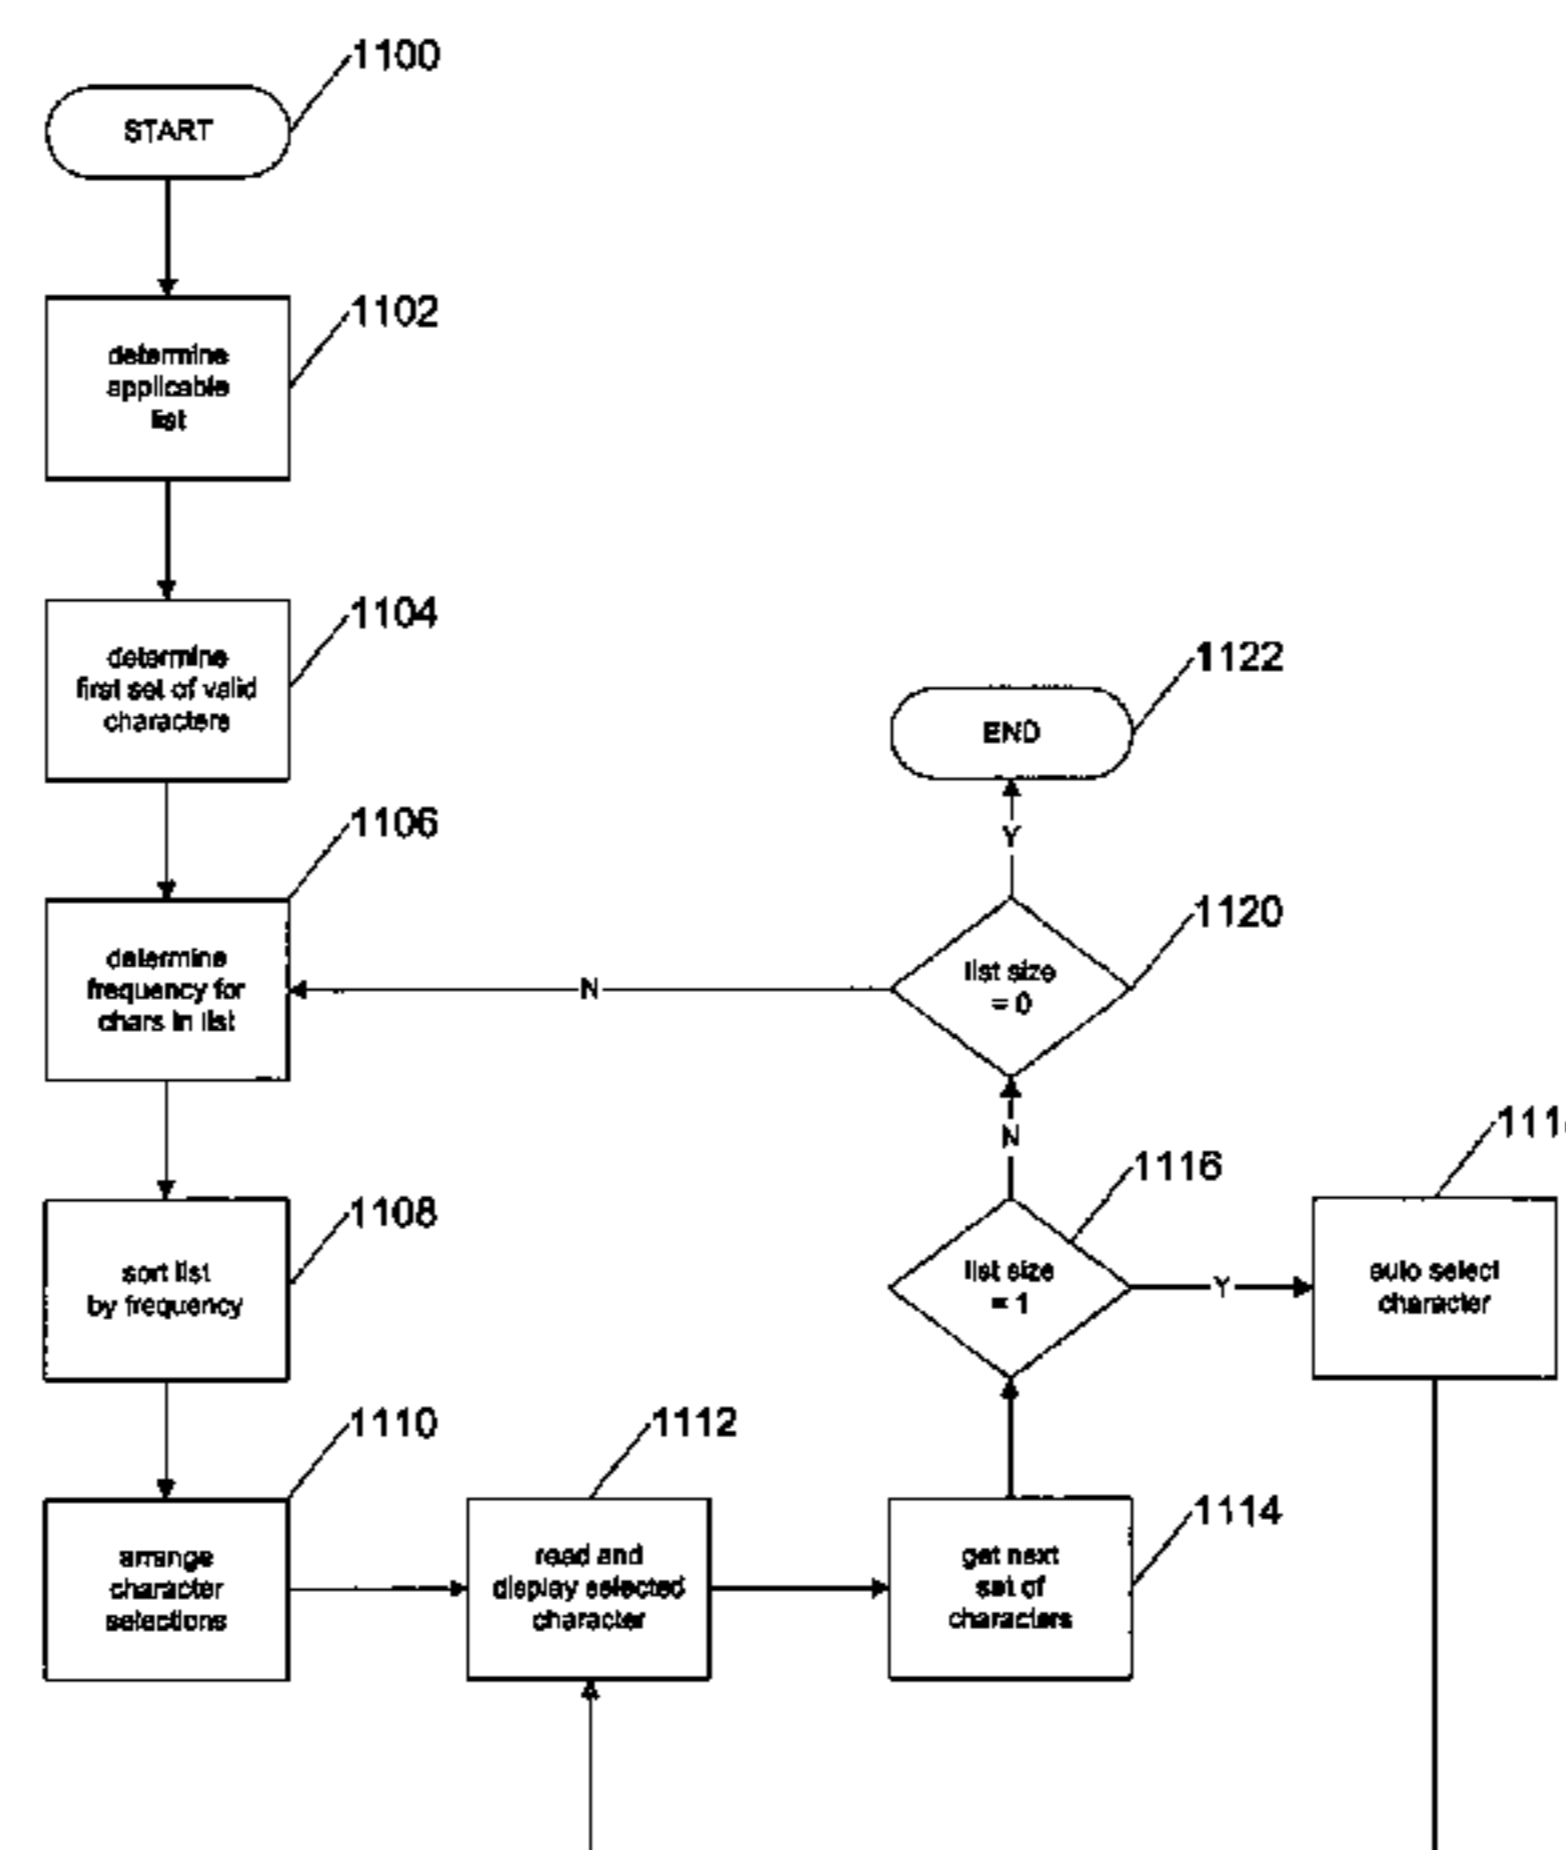 1100
START
1102
determine
applicable
list
1104
determine
first set of valid
characters
1122
END
Y
1106
determine
frequency for
chars in list
N
1120
list size
= 0
N
1116
list size
= 1
Y
auto select
character
1108
sort list
by frequency
1110
arrange
character
selections
1112
read and
display selected
character
1114
get next
set of
characters